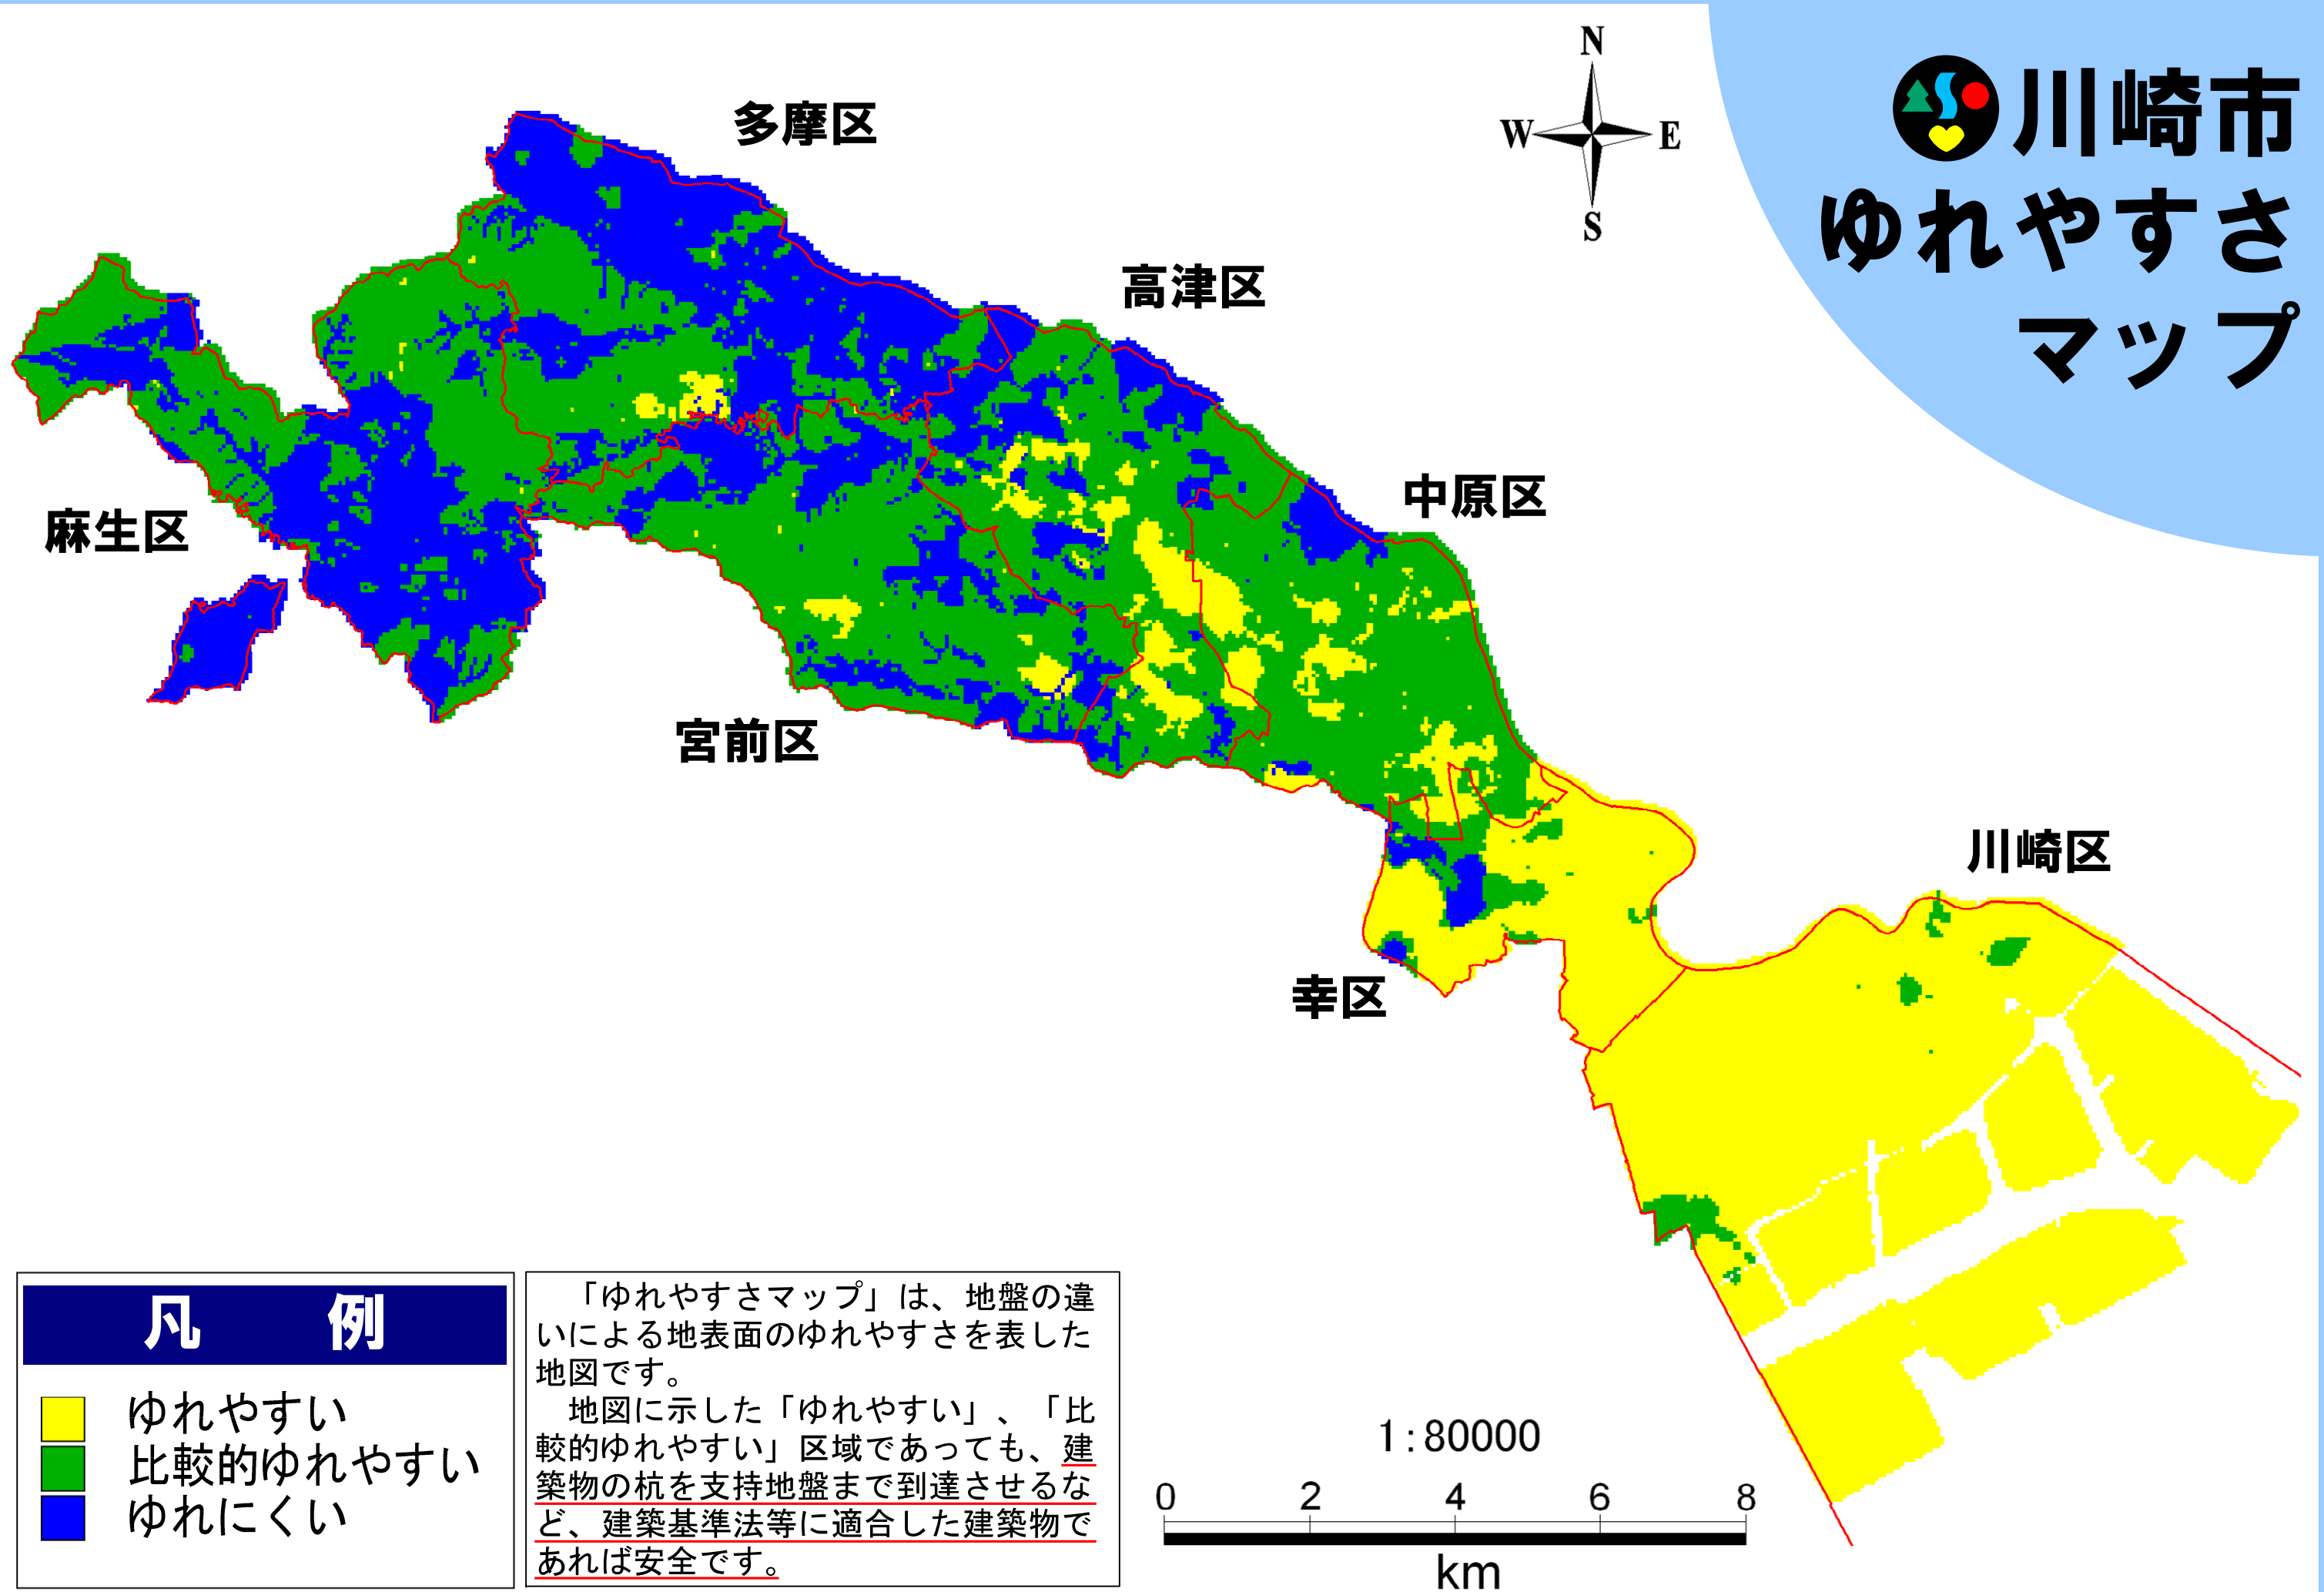 川崎市
ゆれやすさ
マップ
N
W
E
S
多摩区
高津区
中原区
麻生区
宮前区
川崎区
幸区
凡 例
ゆれやすい
比較的ゆれやすい
ゆれにくい
「ゆれやすさマップ」は、地盤の違
いによる地表面のゆれやすさを表した
地図です。
地図に示した「ゆれやすい」、「比
較的ゆれやすい」区域であっても、建
築物の杭を支持地盤まで到達させるな
ど、建築基準法等に適合した建築物で
あれば安全です。
1:80000
0 2 4 6 8
km